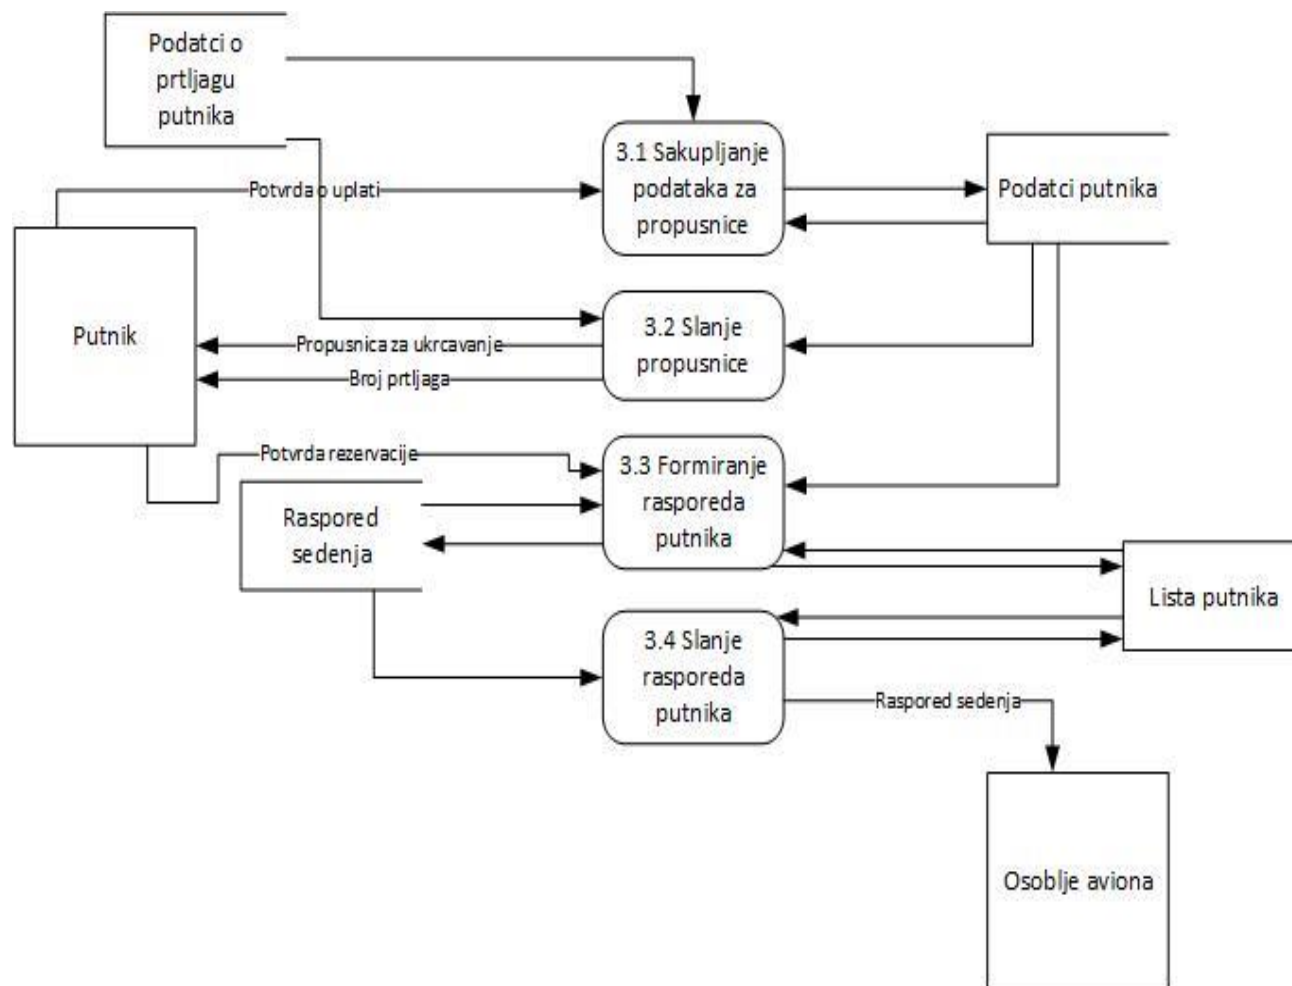 Podatci o
prtljagu
putnika
3.1 Sakupljanje
podataka za
propusnice
Potvrda o uplati
Podatci putnika
Putnik
3.2 Slanje
propusnice
Propusnica za ukrcavanje
Broj prtljaga
Potvrda rezervacije
3.3 Formiranje
rasporeda
putnika
Raspored
sedenja
Lista putnika
3.4 Slanje
rasporeda
putnika
Raspored sedenja
Osoblje aviona